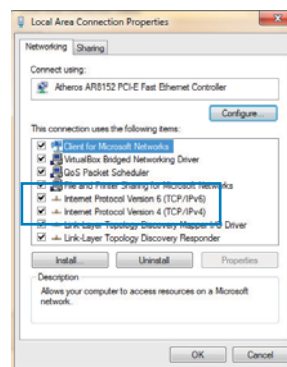 Local Area Connection Properties
Networking Sharing
Connect using:
Atheros AR8152 PCI-E Fast Ethernet Controller
Configure...
This connection uses the following items:
Client for Microsoft Networks
VirtualBox Bridged Networking Driver
QoS Packet Scheduler
File and Printer Sharing for Microsoft Networks
Internet Protocol Version 6 (TCP/IPv6)
Internet Protocol Version 4 (TCP/IPv4)
Link-Layer Topology Discovery Mapper I/O Driver
Link-Layer Topology Discovery Responder
Install... Uninstall Properties
Description
Allows your computer to access resources on a Microsoft
network.
OK Cancel